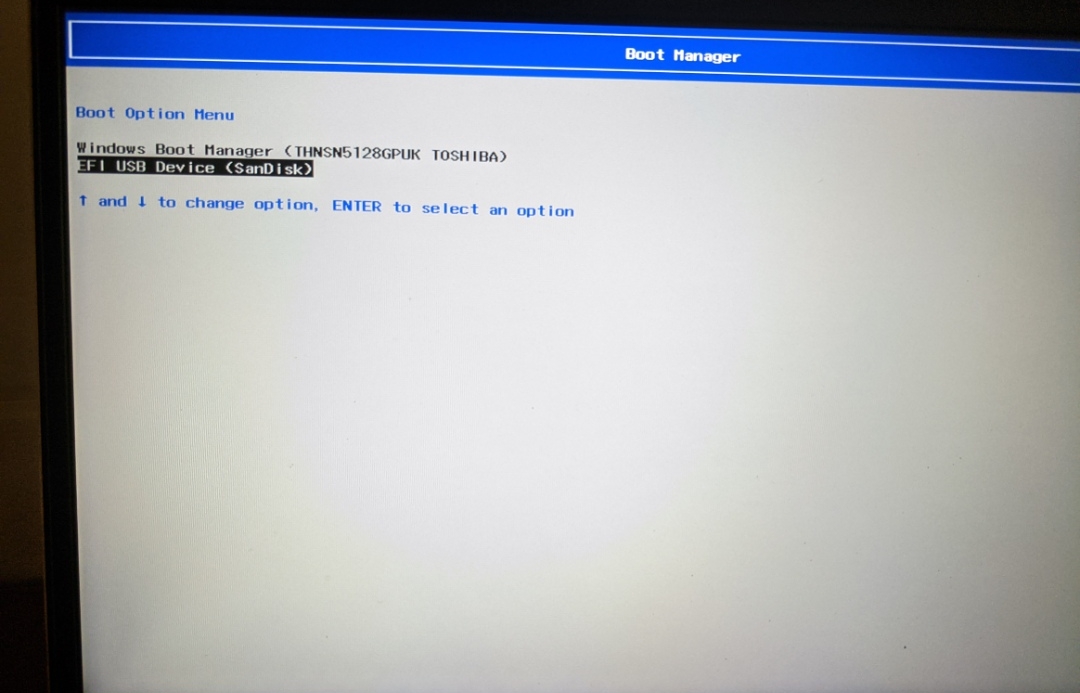 Boot Manager
Boot Option Menu
Windows Boot Manager (THNSN5128GPUK TOSHIBA)
EFI USB Device (SanDisk)
↑ and ↓ to change option, ENTER to select an option